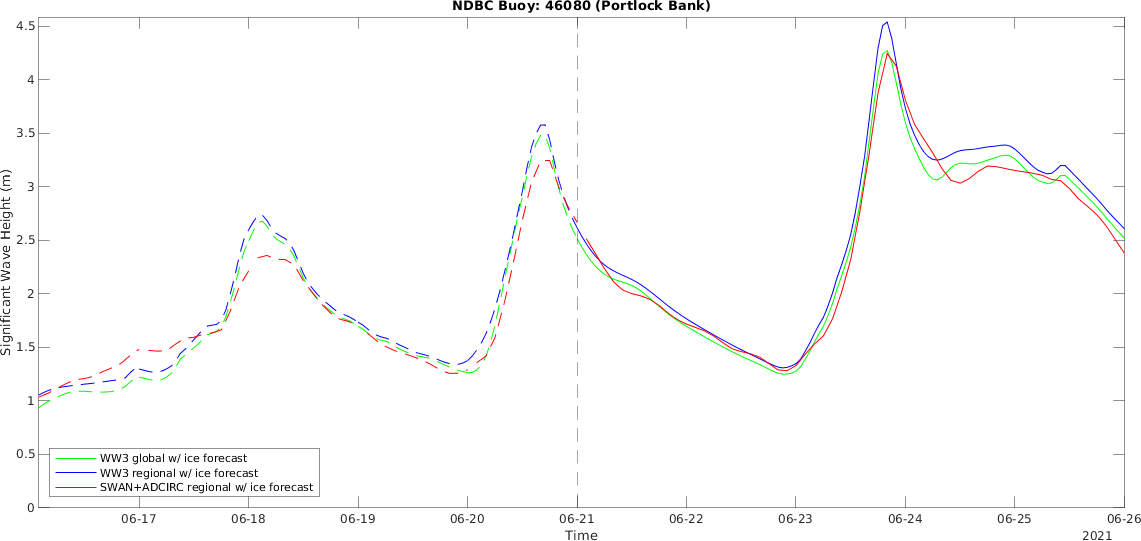 NDBC Buoy: 46080 (Portlock Bank)
4.5
4
3.5
3
2.5
2
1.5
1
0.5
0
Significant Wave Height (m)
WW3 global w/ ice forecast
WW3 regional w/ ice forecast
SWAN+ADCIRC regional w/ ice forecast
06-17 06-18 06-19 06-20 06-21 06-22 06-23 06-24 06-25 06-26
Time
2021